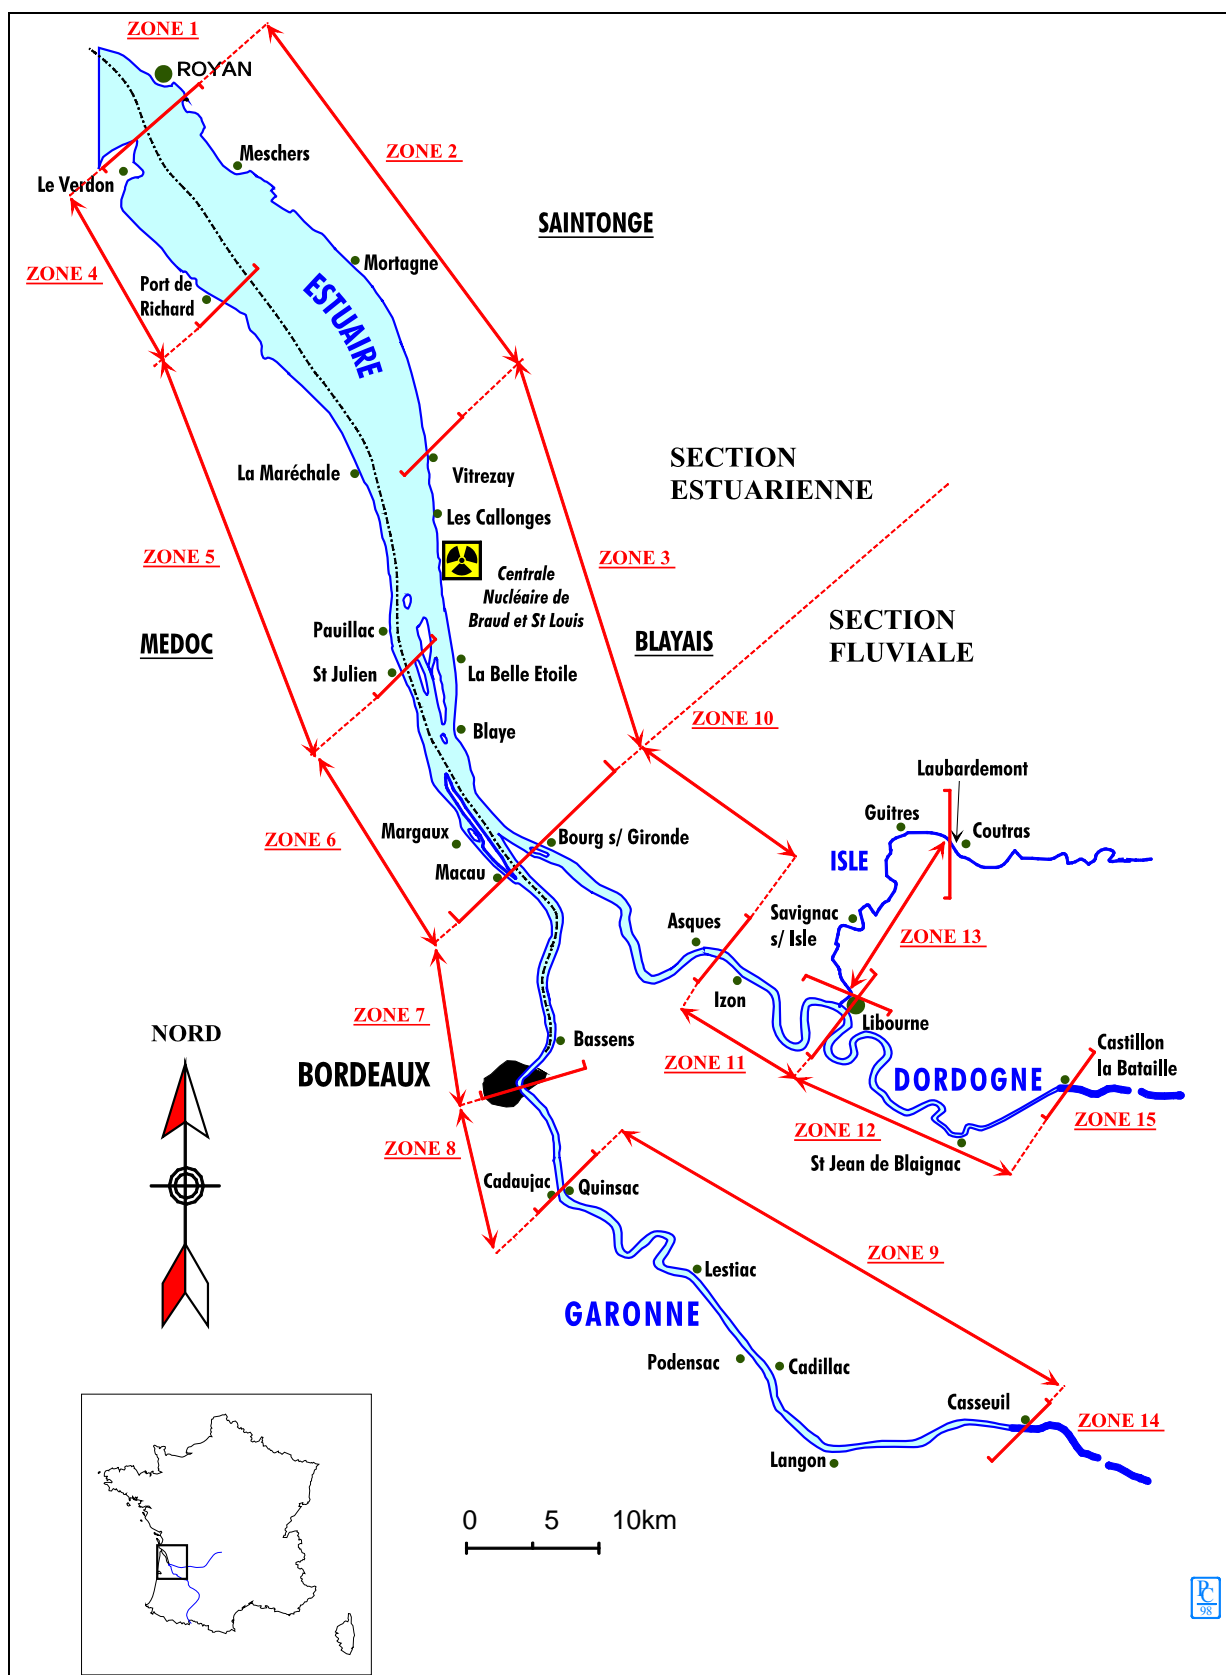 ZONE 1
ROYAN
Meschers
ZONE 2
Le Verdon
SAINTONGE
ZONE 4
Port de
Richard
Mortagne
ESTUAIRE
La Maréchale
Vitrezay
SECTION
ESTUARIENNE
Les Callonges
ZONE 5
ZONE 3
Centrale
Nucléaire de
Braud et St Louis
MEDOC
Pauillac
BLAYAIS
SECTION
FLUVIALE
St Julien
La Belle Etoile
ZONE 10
Blaye
Laubardemont
Guitres
Coutras
ZONE 6
Margaux
Bourg s/ Gironde
ISLE
Macau
Asques
Savignac
s/ Isle
ZONE 13
Izon
ZONE 7
Libourne
NORD
Bassens
Castillon
la Bataille
ZONE 11
BORDEAUX
DORDOGNE
ZONE 12
ZONE 15
ZONE 8
St Jean de Blaignac
Cadaujac
Quinsac
ZONE 9
Lestiac
GARONNE
Podensac
Cadillac
Casseuil
ZONE 14
Langon
0 5 10km
PC
98